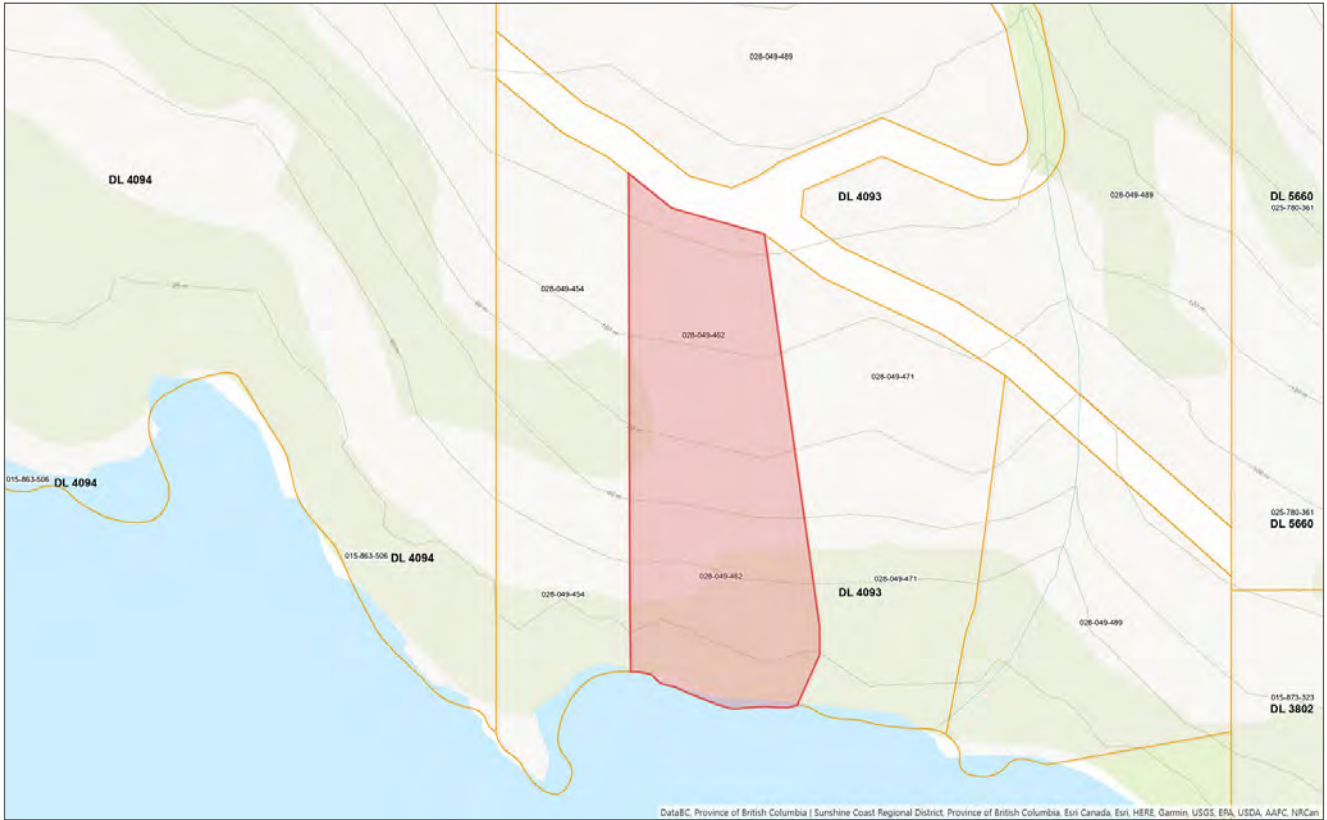 028-049-489
DL 4094
DL 4093
028-049-489
DL 5660
025-780-361
028-049-454
120 m
100 m
028-049-462
028-049-471
100 m
015-863-506 DL 4094
025-780-361
DL 5660
015-863-506 DL 4094
028-049-462
028-049-471
028-049-454
DL 4093
028-049-489
015-873-323
DL 3802
DataBC, Province of British Columbia | Sunshine Coast Regional District, Province of British Columbia, Esri Canada, Esri, HERE, Garmin, USGS, EPA, USDA, AAFC, NRCan